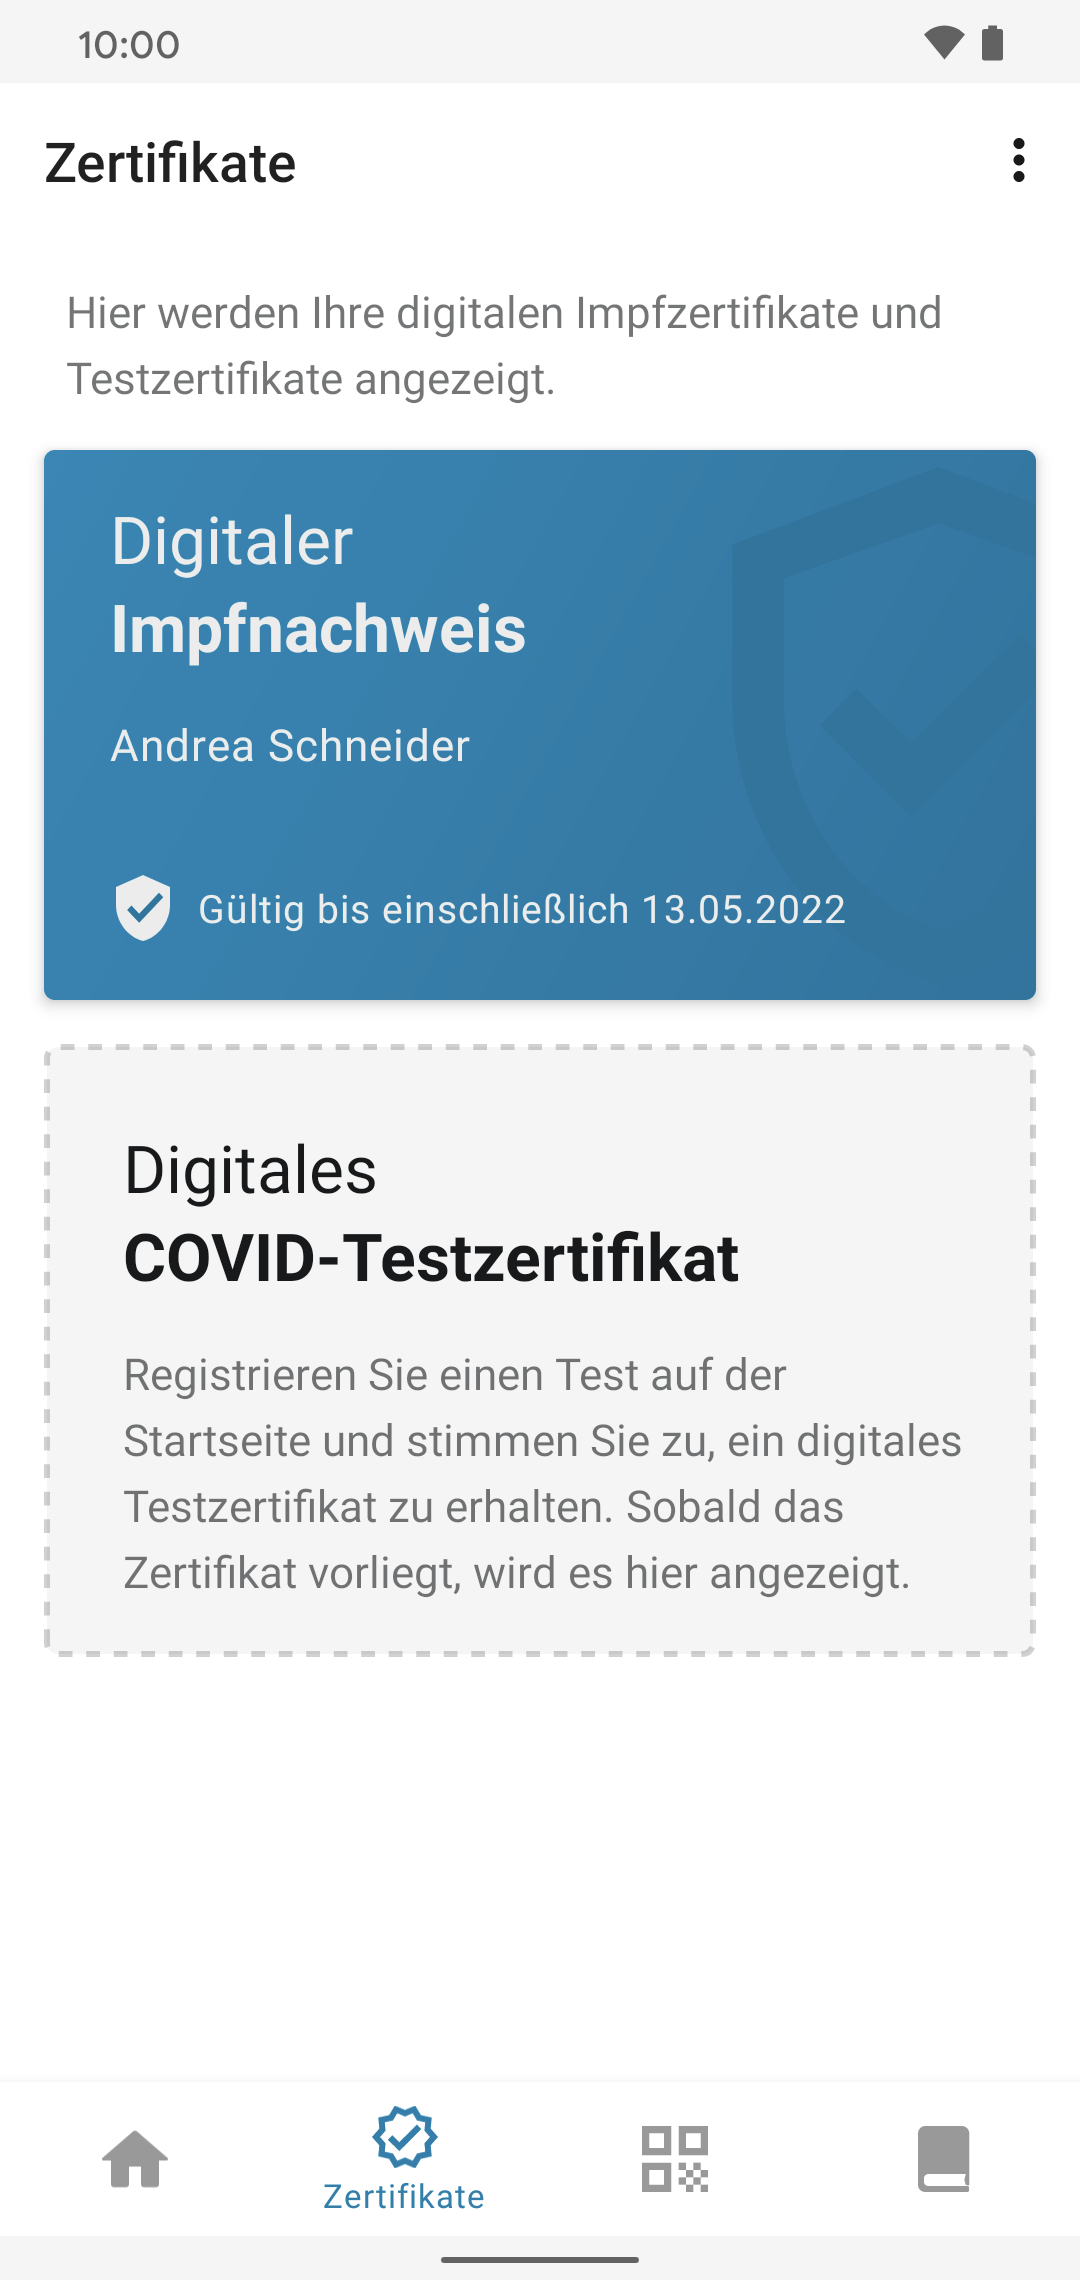 10:00
Zertifikate
Hier werden Ihre digitalen Impfzertifikate und
Testzertifikate angezeigt.
Digitaler
Impfnachweis
Andrea Schneider
Gültig bis einschließlich 13.05.2022
Digitales
COVID-Testzertifikat
Registrieren Sie einen Test auf der
Startseite und stimmen Sie zu, ein digitales
Testzertifikat zu erhalten. Sobald das
Zertifikat vorliegt, wird es hier angezeigt.
Zertifikate